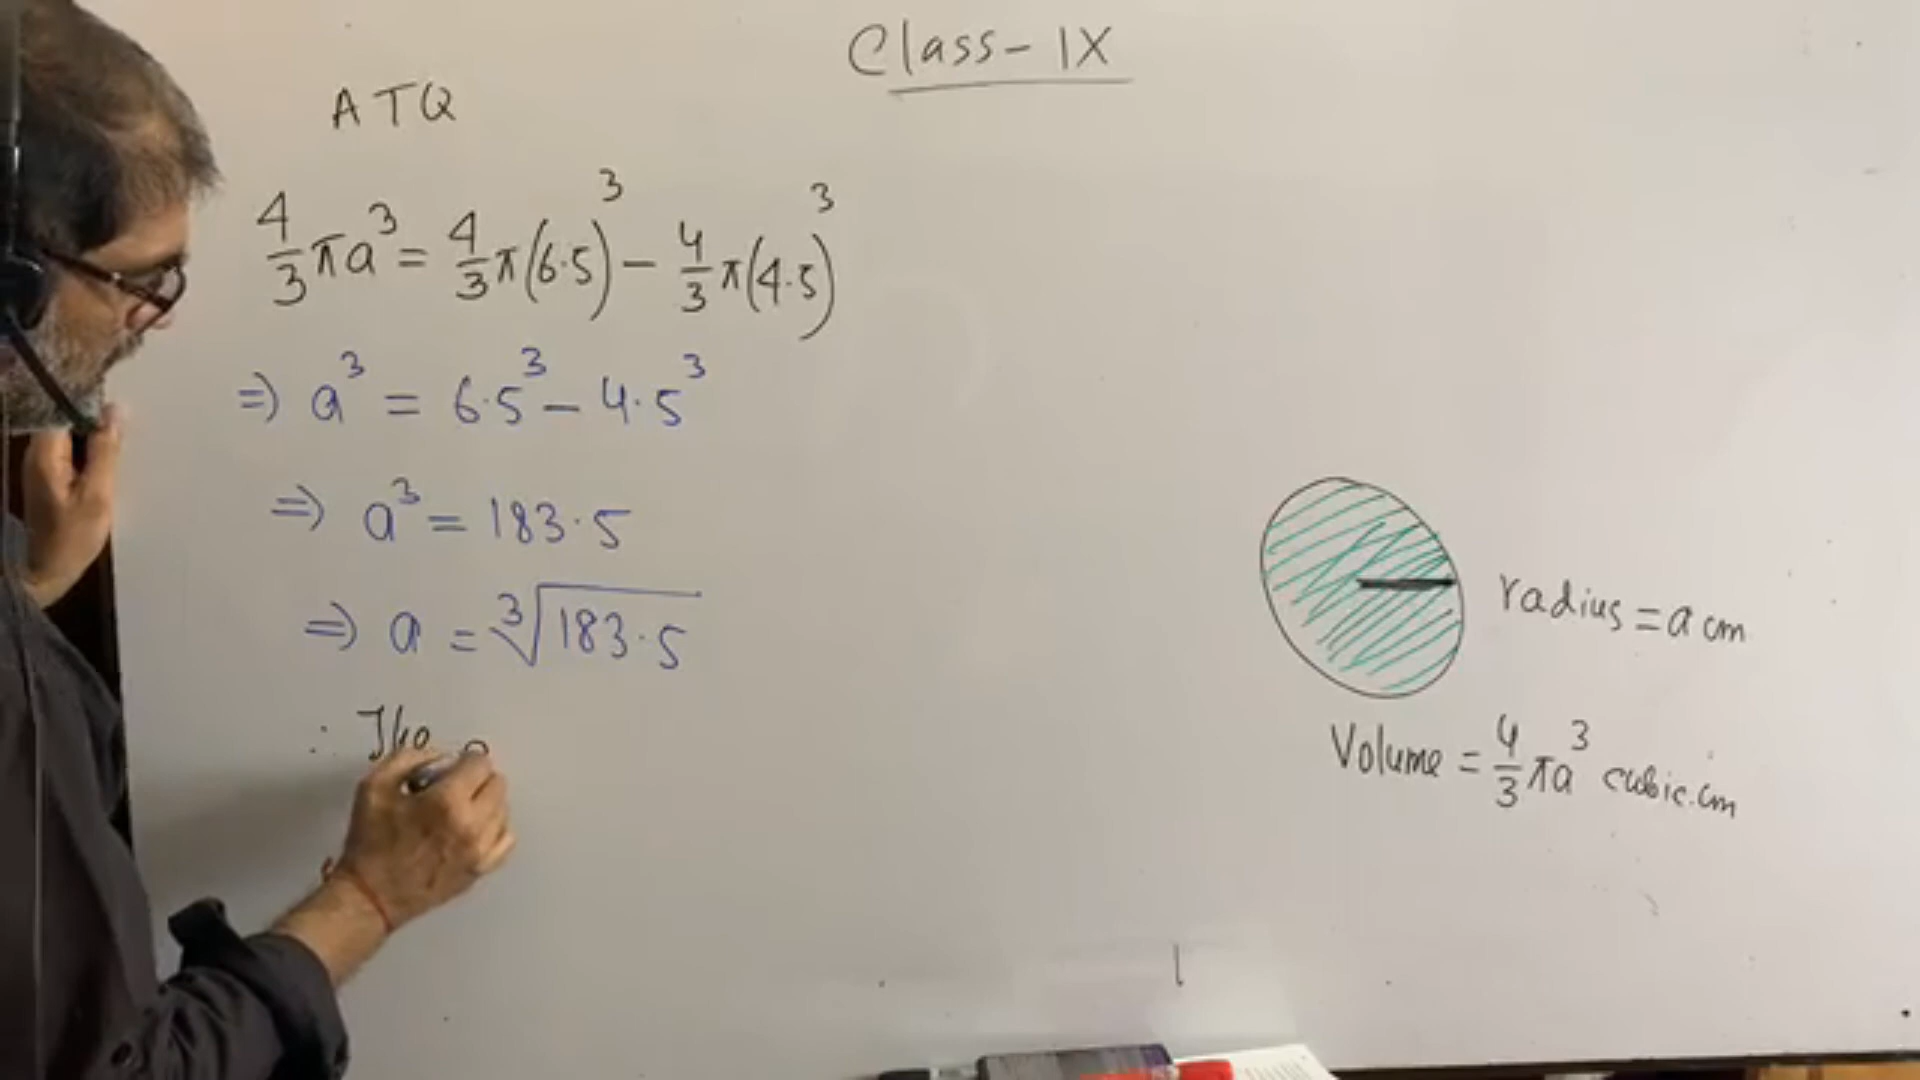 Class-IX
ATQ
4/3 πa³ = 4/3 π(6.5)³ - 4/3 π(4.5)³
⇒ a³ = 6.5³ - 4.5³
⇒ a³ = 183.5
⇒ a = ³√183.5
∴ The
radius = a cm
Volume = 4/3 πa³ cubic.cm